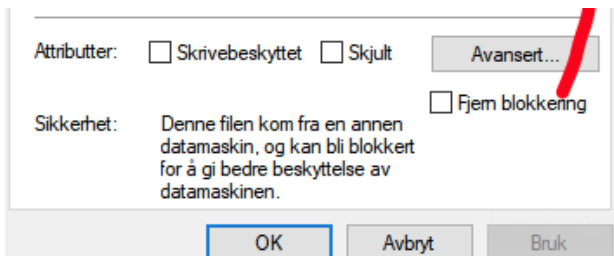 Attributter: Skrivebeskyttet Skjult Avansert...
Fjern blokkering
Sikkerhet: Denne filen kom fra en annen
datamaskin, og kan bli blokkert
for å gi bedre beskyttelse av
datamaskinen.
OK Avbryt Bruk